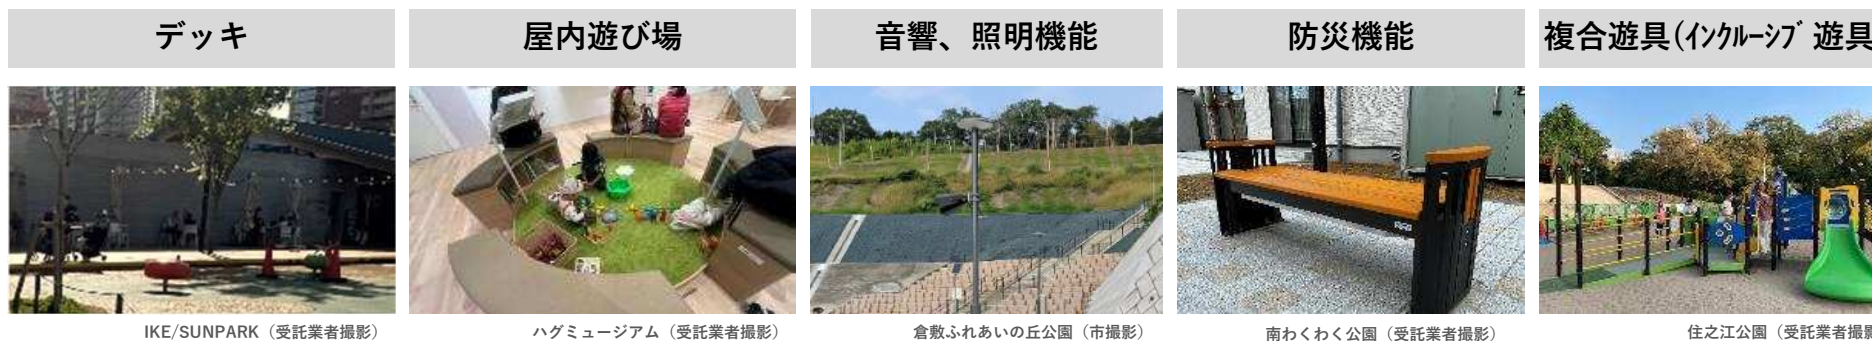 デッキ
屋内遊び場
音響、照明機能
防災機能
複合遊具(ｲﾝｸﾙｰｼﾌﾞ遊具
IKE/SUNPARK（受託業者撮影）
ハグミュージアム（受託業者撮影）
倉敷ふれあいの丘公園（市撮影）
南わくわく公園（受託業者撮影）
住之江公園（受託業者撮影